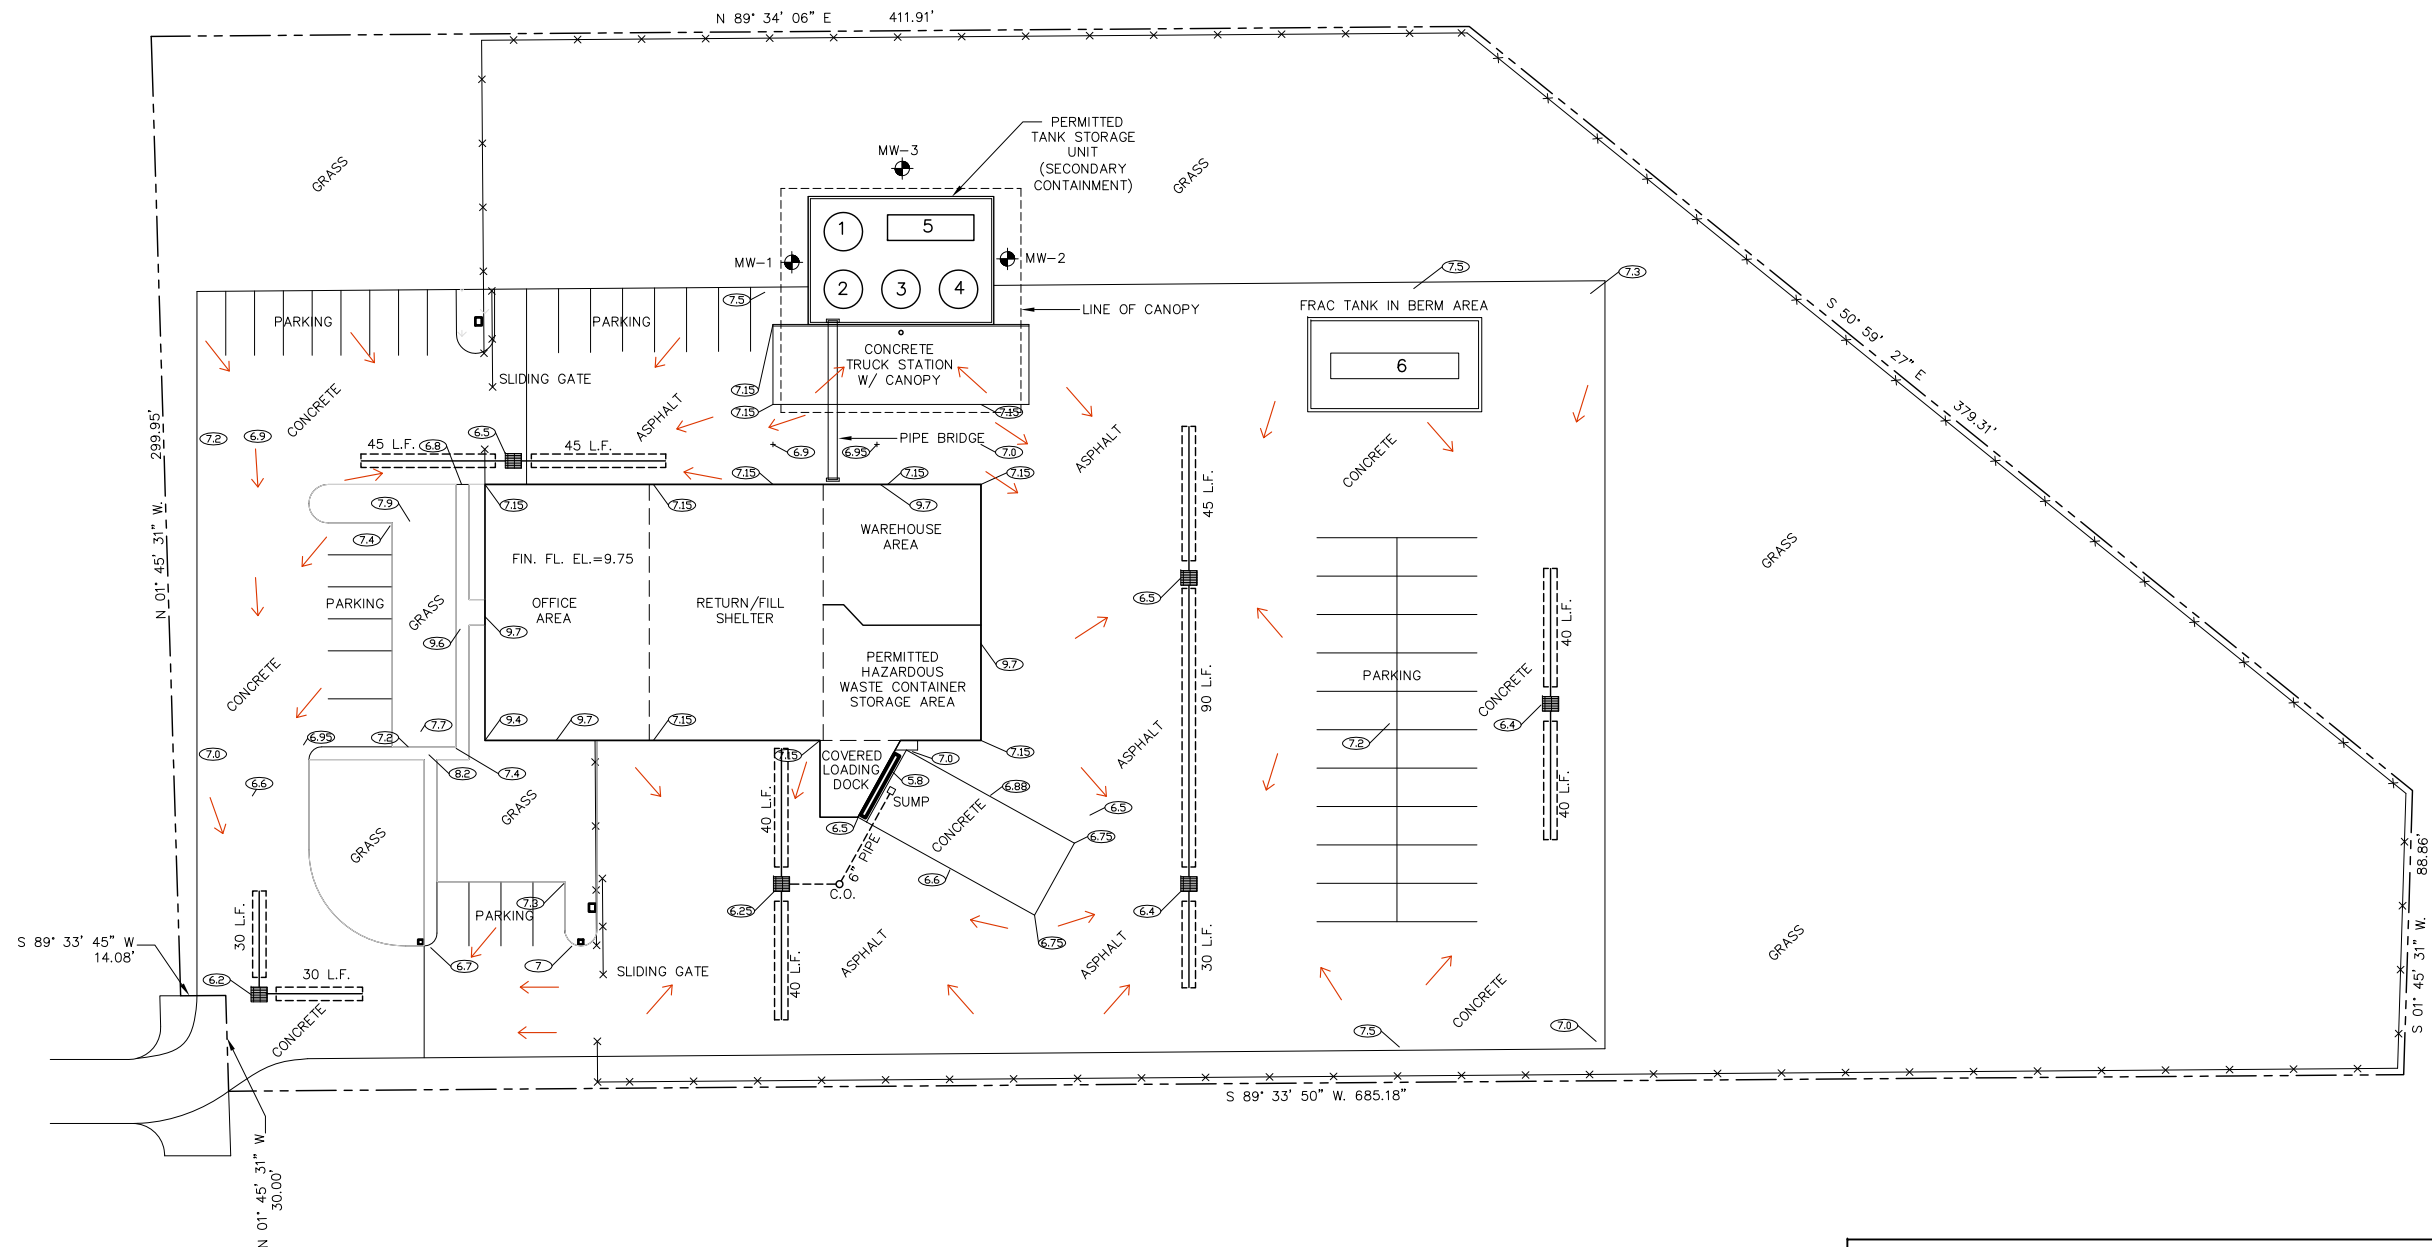 N 89° 34' 06" E 411.91'
PERMITTED
TANK STORAGE
UNIT
(SECONDARY
CONTAINMENT)
MW-3
GRASS
GRASS
1
5
MW-1
MW-2
2
3
4
7.5
7.5
7.3
LINE OF CANOPY
FRAC TANK IN BERM AREA
6
PARKING
PARKING
CONCRETE
TRUCK STATION
W/ CANOPY
SLIDING GATE
S 50° 59' 27" E
379.31'
7.15
7.15
7.15
CONCRETE
ASPHALT
299.95'
N 01° 45' 31" W.
7.2
6.9
45 L.F.
6.8
6.5
45 L.F.
PIPE BRIDGE
6.9
6.95
7.0
ASPHALT
CONCRETE
7.15
7.15
7.15
45 L.F.
7.9
7.15
7.15
9.7
7.4
WAREHOUSE
AREA
FIN. FL. EL.=9.75
GRASS
PARKING
GRASS
OFFICE
AREA
RETURN/FILL
SHELTER
6.5
40 L.F.
9.6
9.7
9.7
PERMITTED
HAZARDOUS
WASTE CONTAINER
STORAGE AREA
CONCRETE
90 L.F.
PARKING
CONCRETE
9.4
9.7
7.15
6.4
7.7
6.95
7.2
7.2
7.0
7.15
COVERED
LOADING
DOCK
7.0
7.15
ASPHALT
8.2
7.4
6.6
5.8
6.88
SUMP
6.5
40 L.F.
40 L.F.
GRASS
GRASS
6.5
CONCRETE
6.75
6" PIPE
88.86'
S 01° 45' 31" W.
6.6
C.O.
7.3
PARKING
6.25
6.4
30 L.F.
6.75
GRASS
S 89° 33' 45" W
14.08'
6.7
7
SLIDING GATE
40 L.F.
ASPHALT
ASPHALT
30 L.F.
6.2
30 L.F.
CONCRETE
CONCRETE
7.5
7.0
S 89° 33' 50" W. 685.18"
N 01° 45' 31" W
30.00'